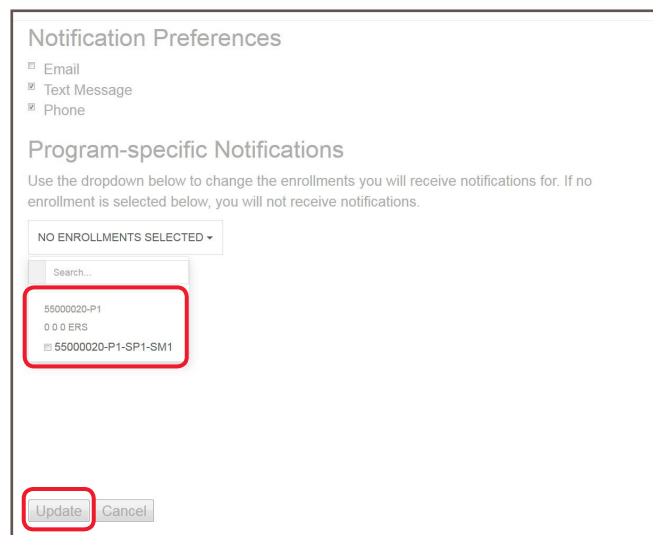 Notification Preferences
Email
Text Message
Phone
Program-specific Notifications
Use the dropdown below to change the enrollments you will receive notifications for. If no
enrollment is selected below, you will not receive notifications.
NO ENROLLMENTS SELECTED
Search...
55000020-P1
0 0 0 ERS
55000020-P1-SP1-SM1
Update Cancel